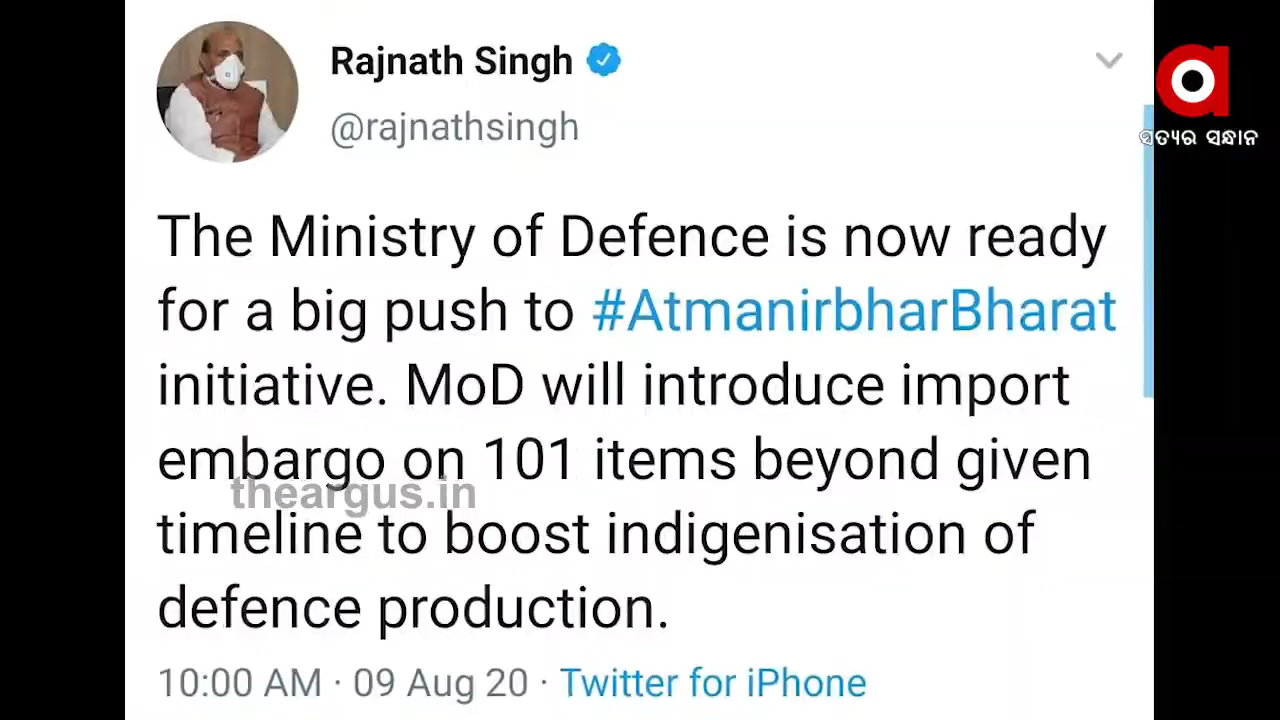 Rajnath Singh
@rajnathsingh
ସତ୍ୟର ସନ୍ଧାନ
The Ministry of Defence is now ready
for a big push to #AtmanirbharBharat
initiative. MoD will introduce import
embargo on 101 items beyond given
theargus.in
timeline to boost indigenisation of
defence production.
10:00 AM · 09 Aug 20 · Twitter for iPhone